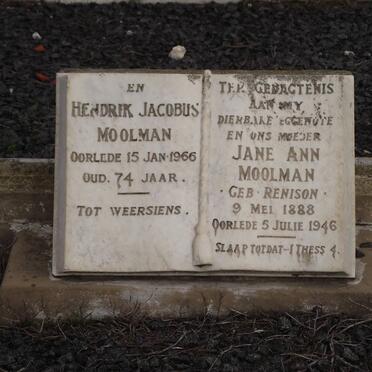 EN
HENDRIK JACOBUS
MOOLMAN
OORLEDE 15 JAN 1966
OUD. 74 JAAR.
TOT WEERSIENS.
TER GEDAGTENIS
AAN MY
DIERBARE EGGENOTE
EN ONS MOEDER
JANE ANN
MOOLMAN
GEB RENISON.
9 MEI 1888
OORLEDE 5 JULIE 1946
SLAAP TOTDAT-I THESS 4.